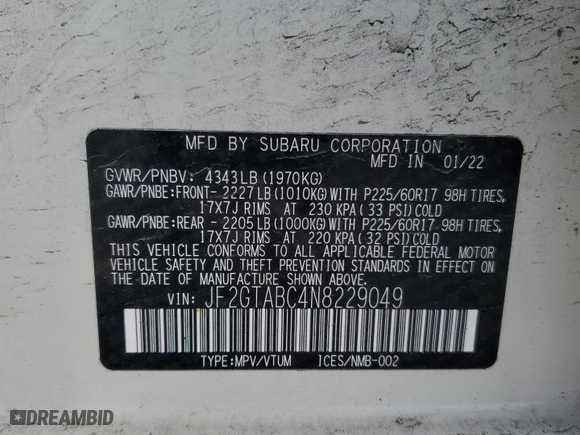 MFD BY SUBARU CORPORATION
MFD IN 01/22
GVWR/PNBV: 4343LB (1970KG)
GAWR/PNBE:FRONT- 2227LB (1010KG) WITH P225/60R17 98H TIRES,
17X7J RIMS AT 230 KPA ( 33 PSI) COLD
GAWR/PNBE:REAR - 2205LB (1000KG) WITH P225/60R17 98H TIRES,
17X7J RIMS AT 220 KPA ( 32 PSI) COLD
THIS VEHICLE CONFORMS TO ALL APPLICABLE FEDERAL MOTOR
VEHICLE SAFETY AND THEFT PREVENTION STANDARDS IN EFFECT ON
THE DATE OF MANUFACTURE SHOWN ABOVE.
VIN: JF2GTABC4N8229049
TYPE:MPV/VTUM ICES/NMB-002
DREAMBID